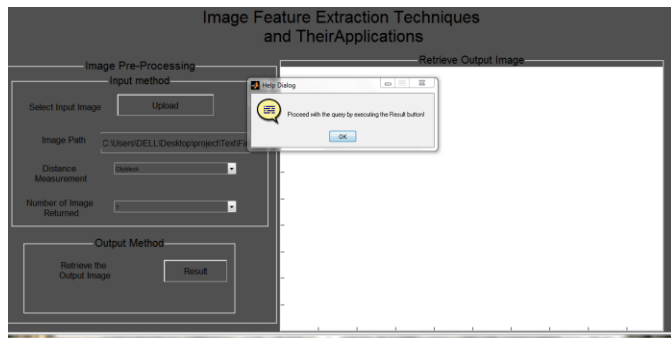 Image Feature Extraction Techniques
and TheirApplications
Image Pre-Processing
Input method
Select Input Image
Upload
Image Path
C:\Users\DELL\Desktop\project\Text\Fi
Distance
Measurement
Cityblock
Number of Image
Returned
Output Method
Retrieve the
Output Image
Result
Retrieve Output Image
Help Dialog
Proceed with the query by executing the Result button!
OK